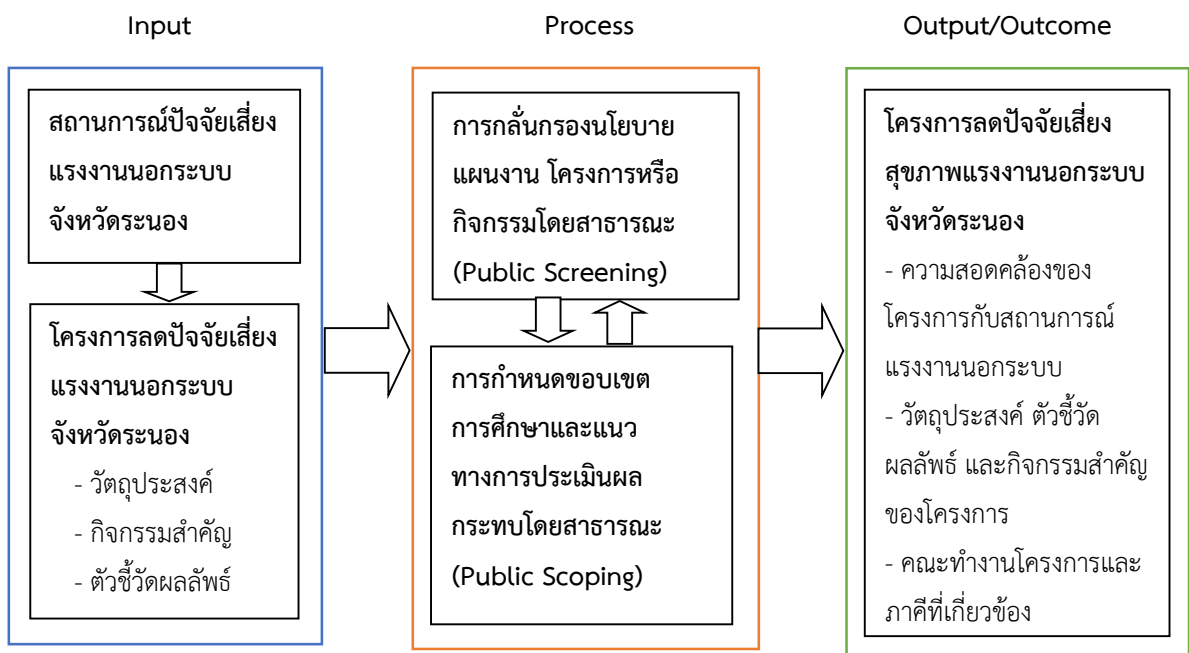 Input
สถานการณ์ปัจจัยเสี่ยง
แรงงานนอกระบบ
จังหวัดระนอง
โครงการลดปัจจัยเสี่ยง
แรงงานนอกระบบ
จังหวัดระนอง
- วัตถุประสงค์
- กิจกรรมสำคัญ
- ตัวชี้วัดผลลัพธ์
Process
การกลั่นกรองนโยบาย
แผนงาน โครงการหรือ
กิจกรรมโดยสาธารณะ
(Public Screening)
การกำหนดขอบเขต
การศึกษาและแนว
ทางการประเมินผล
กระทบโดยสาธารณะ
(Public Scoping)
Output/Outcome
โครงการลดปัจจัยเสี่ยง
สุขภาพแรงงานนอกระบบ
จังหวัดระนอง
- ความสอดคล้องของ
โครงการกับสถานการณ์
แรงงานนอกระบบ
- วัตถุประสงค์ ตัวชี้วัด
ผลลัพธ์ และกิจกรรมสำคัญ
ของโครงการ
- คณะทำงานโครงการและ
ภาคีที่เกี่ยวข้อง